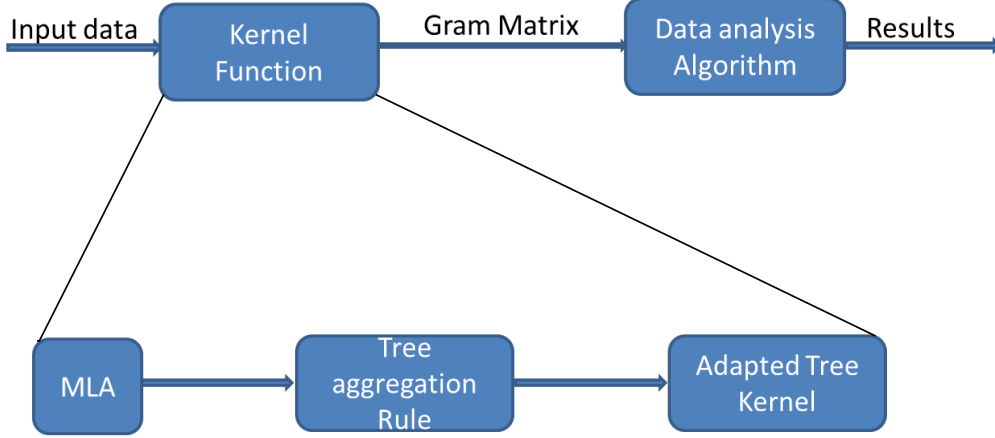 Input data
Kernel
Function
Gram Matrix
Data analysis
Algorithm
Results
MLA
Tree
aggregation
Rule
Adapted Tree
Kernel